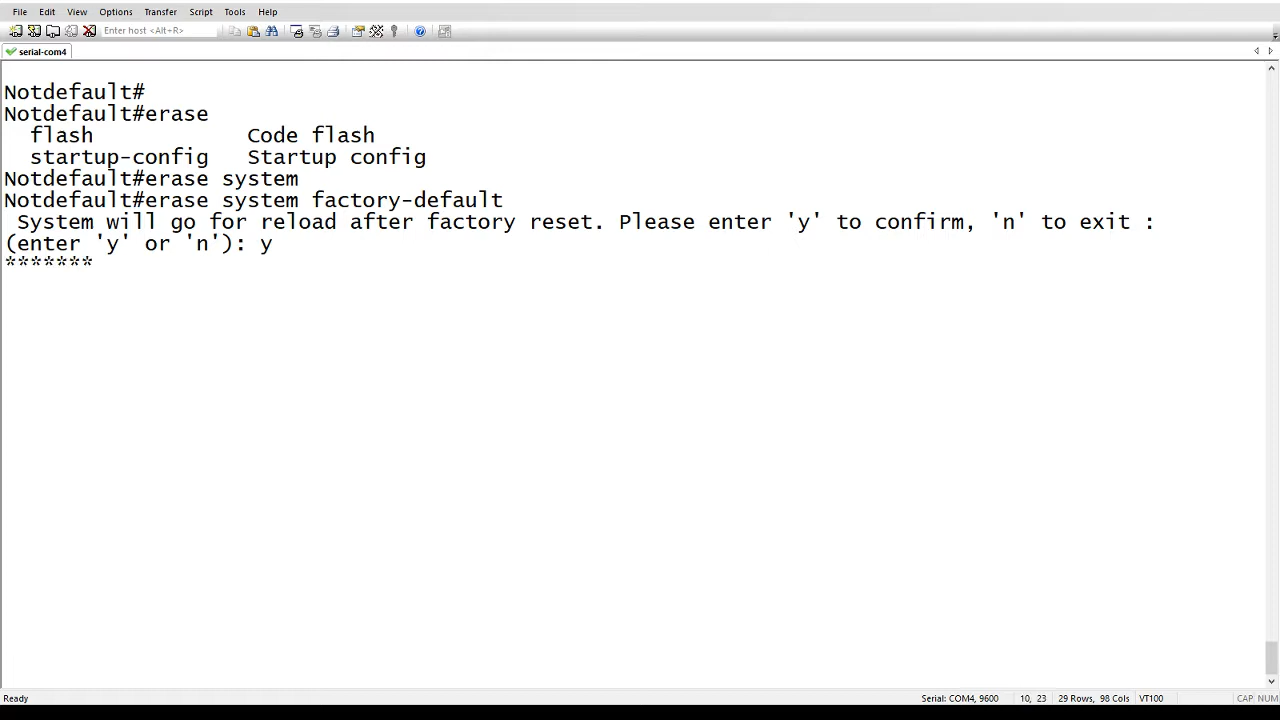 File Edit View Options Transfer Script Tools Help
Enter host <Alt+R>
serial-com4
Notdefault#
Notdefault#erase
  flash            Code flash
  startup-config   Startup config
Notdefault#erase system
Notdefault#erase system factory-default
 System will go for reload after factory reset. Please enter 'y' to confirm, 'n' to exit :
(enter 'y' or 'n'): y
*******
Ready Serial: COM4, 9600 10, 23 29 Rows, 98 Cols VT100 CAP NUM